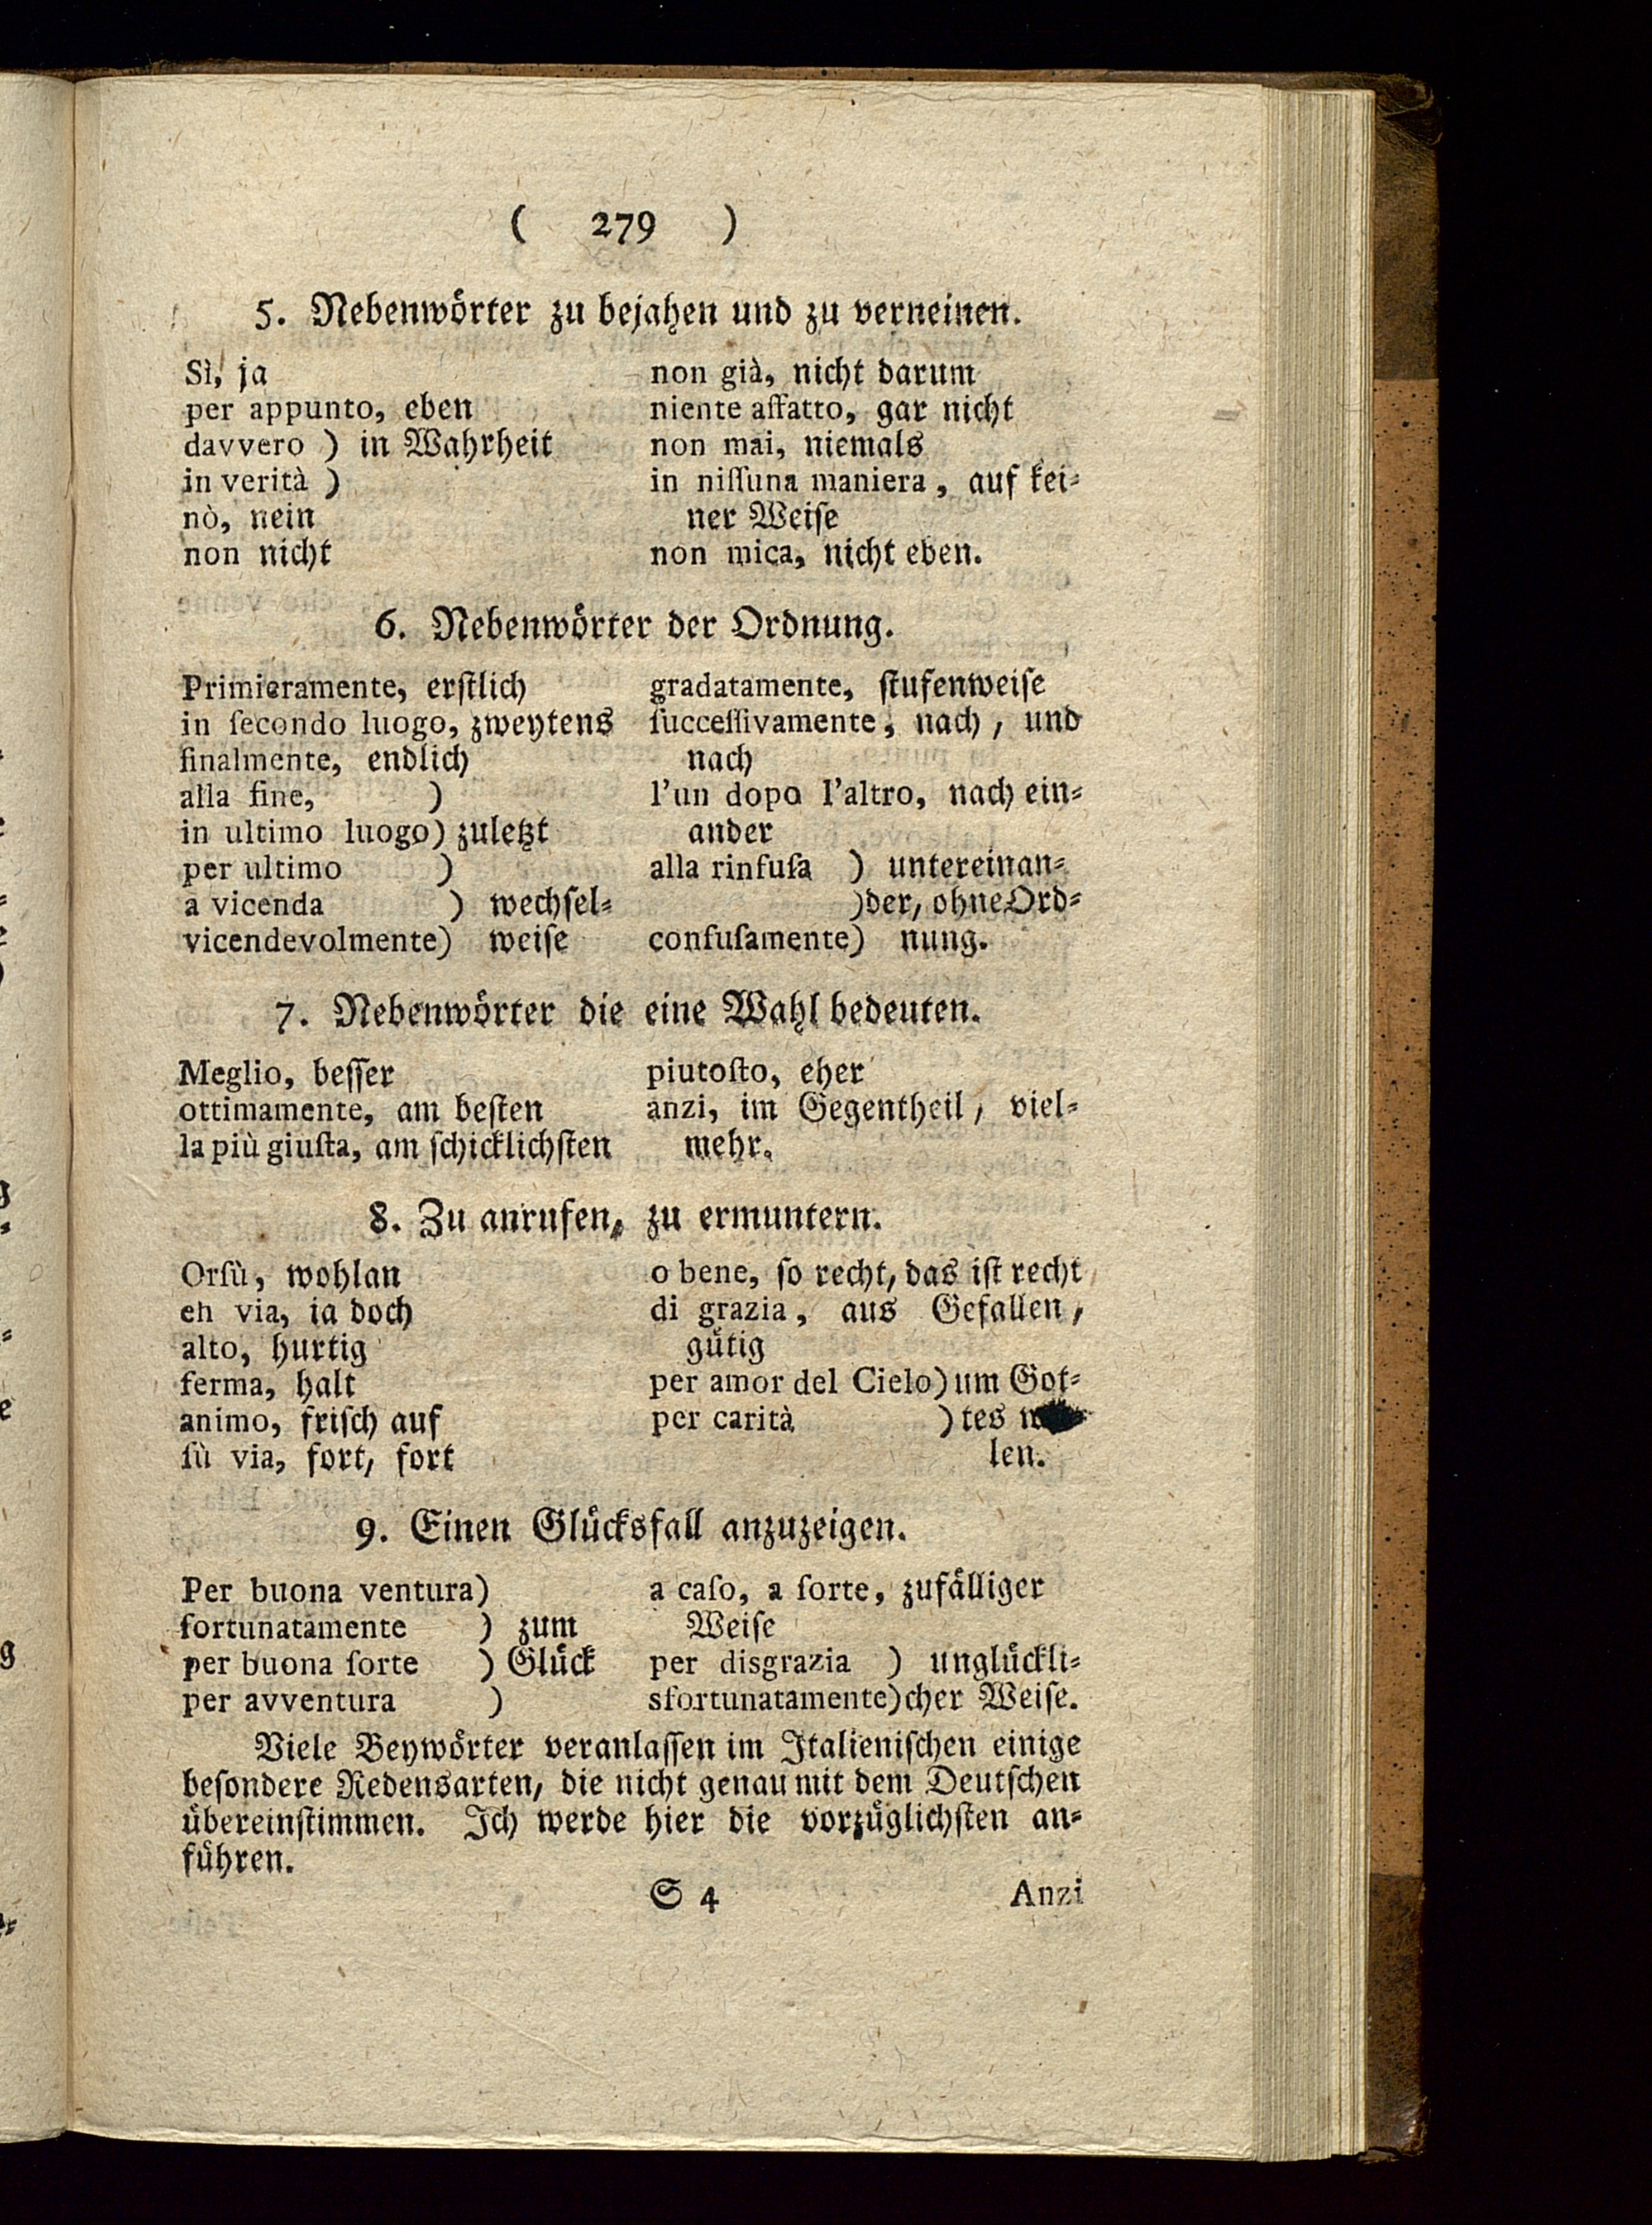 ( 279 )
5. Nebenwörter zu bejahen und zu verneinen.
Sì, ja
per appunto, eben
davvero ) in Wahrheit
in verità )
nò, nein
non nicht
non già, nicht darum
niente affatto, gar nicht
non mai, niemals
in niſſuna maniera, auf kei⸗
ner Weiſe
non mica, nicht eben.
6. Nebenwörter der Ordnung.
Primieramente, erſtlich
in ſecondo luogo, zweytens
finalmente, endlich
alla fine, )
in ultimo luogo) zuletzt
per ultimo )
a vicenda ) wechſel⸗
vicendevolmente) weiſe
gradatamente, ſtufenweiſe
ſucceſſivamente, nach, und
nach
l'un dopo l'altro, nach ein⸗
ander
alla rinfuſa ) untereinan⸗
)der, ohne Ord⸗
confuſamente) nung.
7. Nebenwörter die eine Wahl bedeuten.
Meglio, beſſer
ottimamente, am beſten
la più giuſta, am ſchicklichſten
piutoſto, eher
anzi, im Gegentheil, viel⸗
mehr.
8. Zu anrufen, zu ermuntern.
Orſù, wohlan
eh via, ja doch
alto, hurtig
ferma, halt
animo, friſch auf
ſù via, fort, fort
o bene, ſo recht, das iſt recht
di grazia, aus Gefallen,
gütig
per amor del Cielo) um Got⸗
per carità )tes
len.
9. Einen Glücksfall anzuzeigen.
Per buona ventura)
fortunatamente ) zum
per buona ſorte ) Glück
per avventura )
a caſo, a ſorte, zufälliger
Weiſe
per disgrazia ) unglückli⸗
sfortunatamente)cher Weiſe.
Viele Beywörter veranlaſſen im Italieniſchen einige
beſondere Redensarten, die nicht genau mit dem Deutſchen
übereinſtimmen. Ich werde hier die vorzüglichſten an⸗
führen.
S 4 Anzi